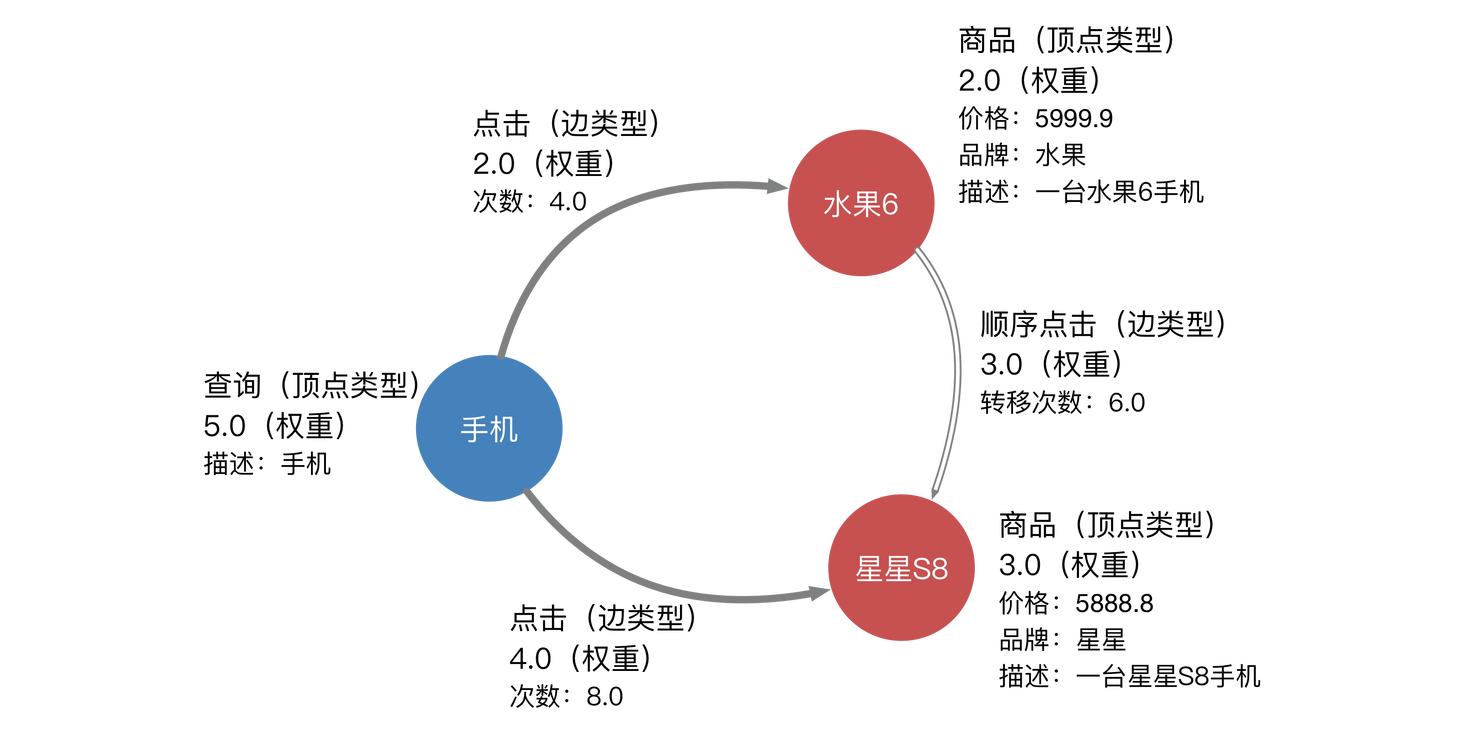 商品（顶点类型）
2.0（权重）
价格：5999.9
品牌：水果
描述：一台水果6手机
点击（边类型）
2.0（权重）
次数：4.0
水果6
顺序点击（边类型）
3.0（权重）
转移次数：6.0
查询（顶点类型）
5.0（权重）
描述：手机
手机
星星S8
商品（顶点类型）
3.0（权重）
价格：5888.8
品牌：星星
描述：一台星星S8手机
点击（边类型）
4.0（权重）
次数：8.0